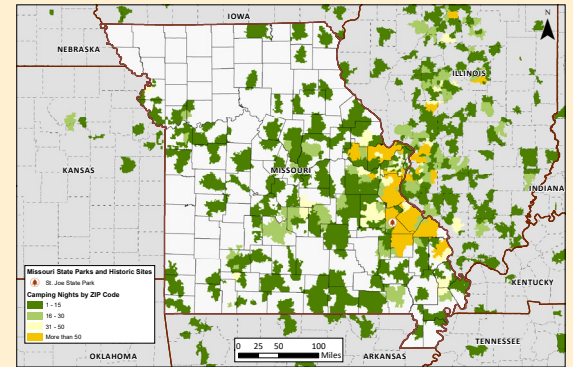 IOWA
N
NEBRASKA
ILLINOIS
KANSAS
MISSOURI
INDIANA
Missouri State Parks and Historic Sites
St. Joe State Park
Camping Nights by ZIP Code
1 - 15
16 - 30
31 - 50
More than 50
KENTUCKY
0 25 50 100
Miles
TENNESSEE
OKLAHOMA
ARKANSAS